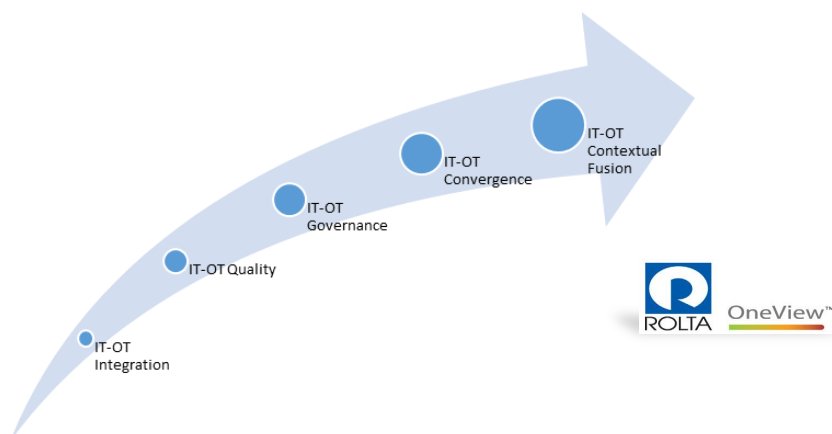 IT-OT
Contextual
Fusion
IT-OT
Convergence
IT-OT
Governance
IT-OT Quality
IT-OT
Integration
ROLTA
OneView™